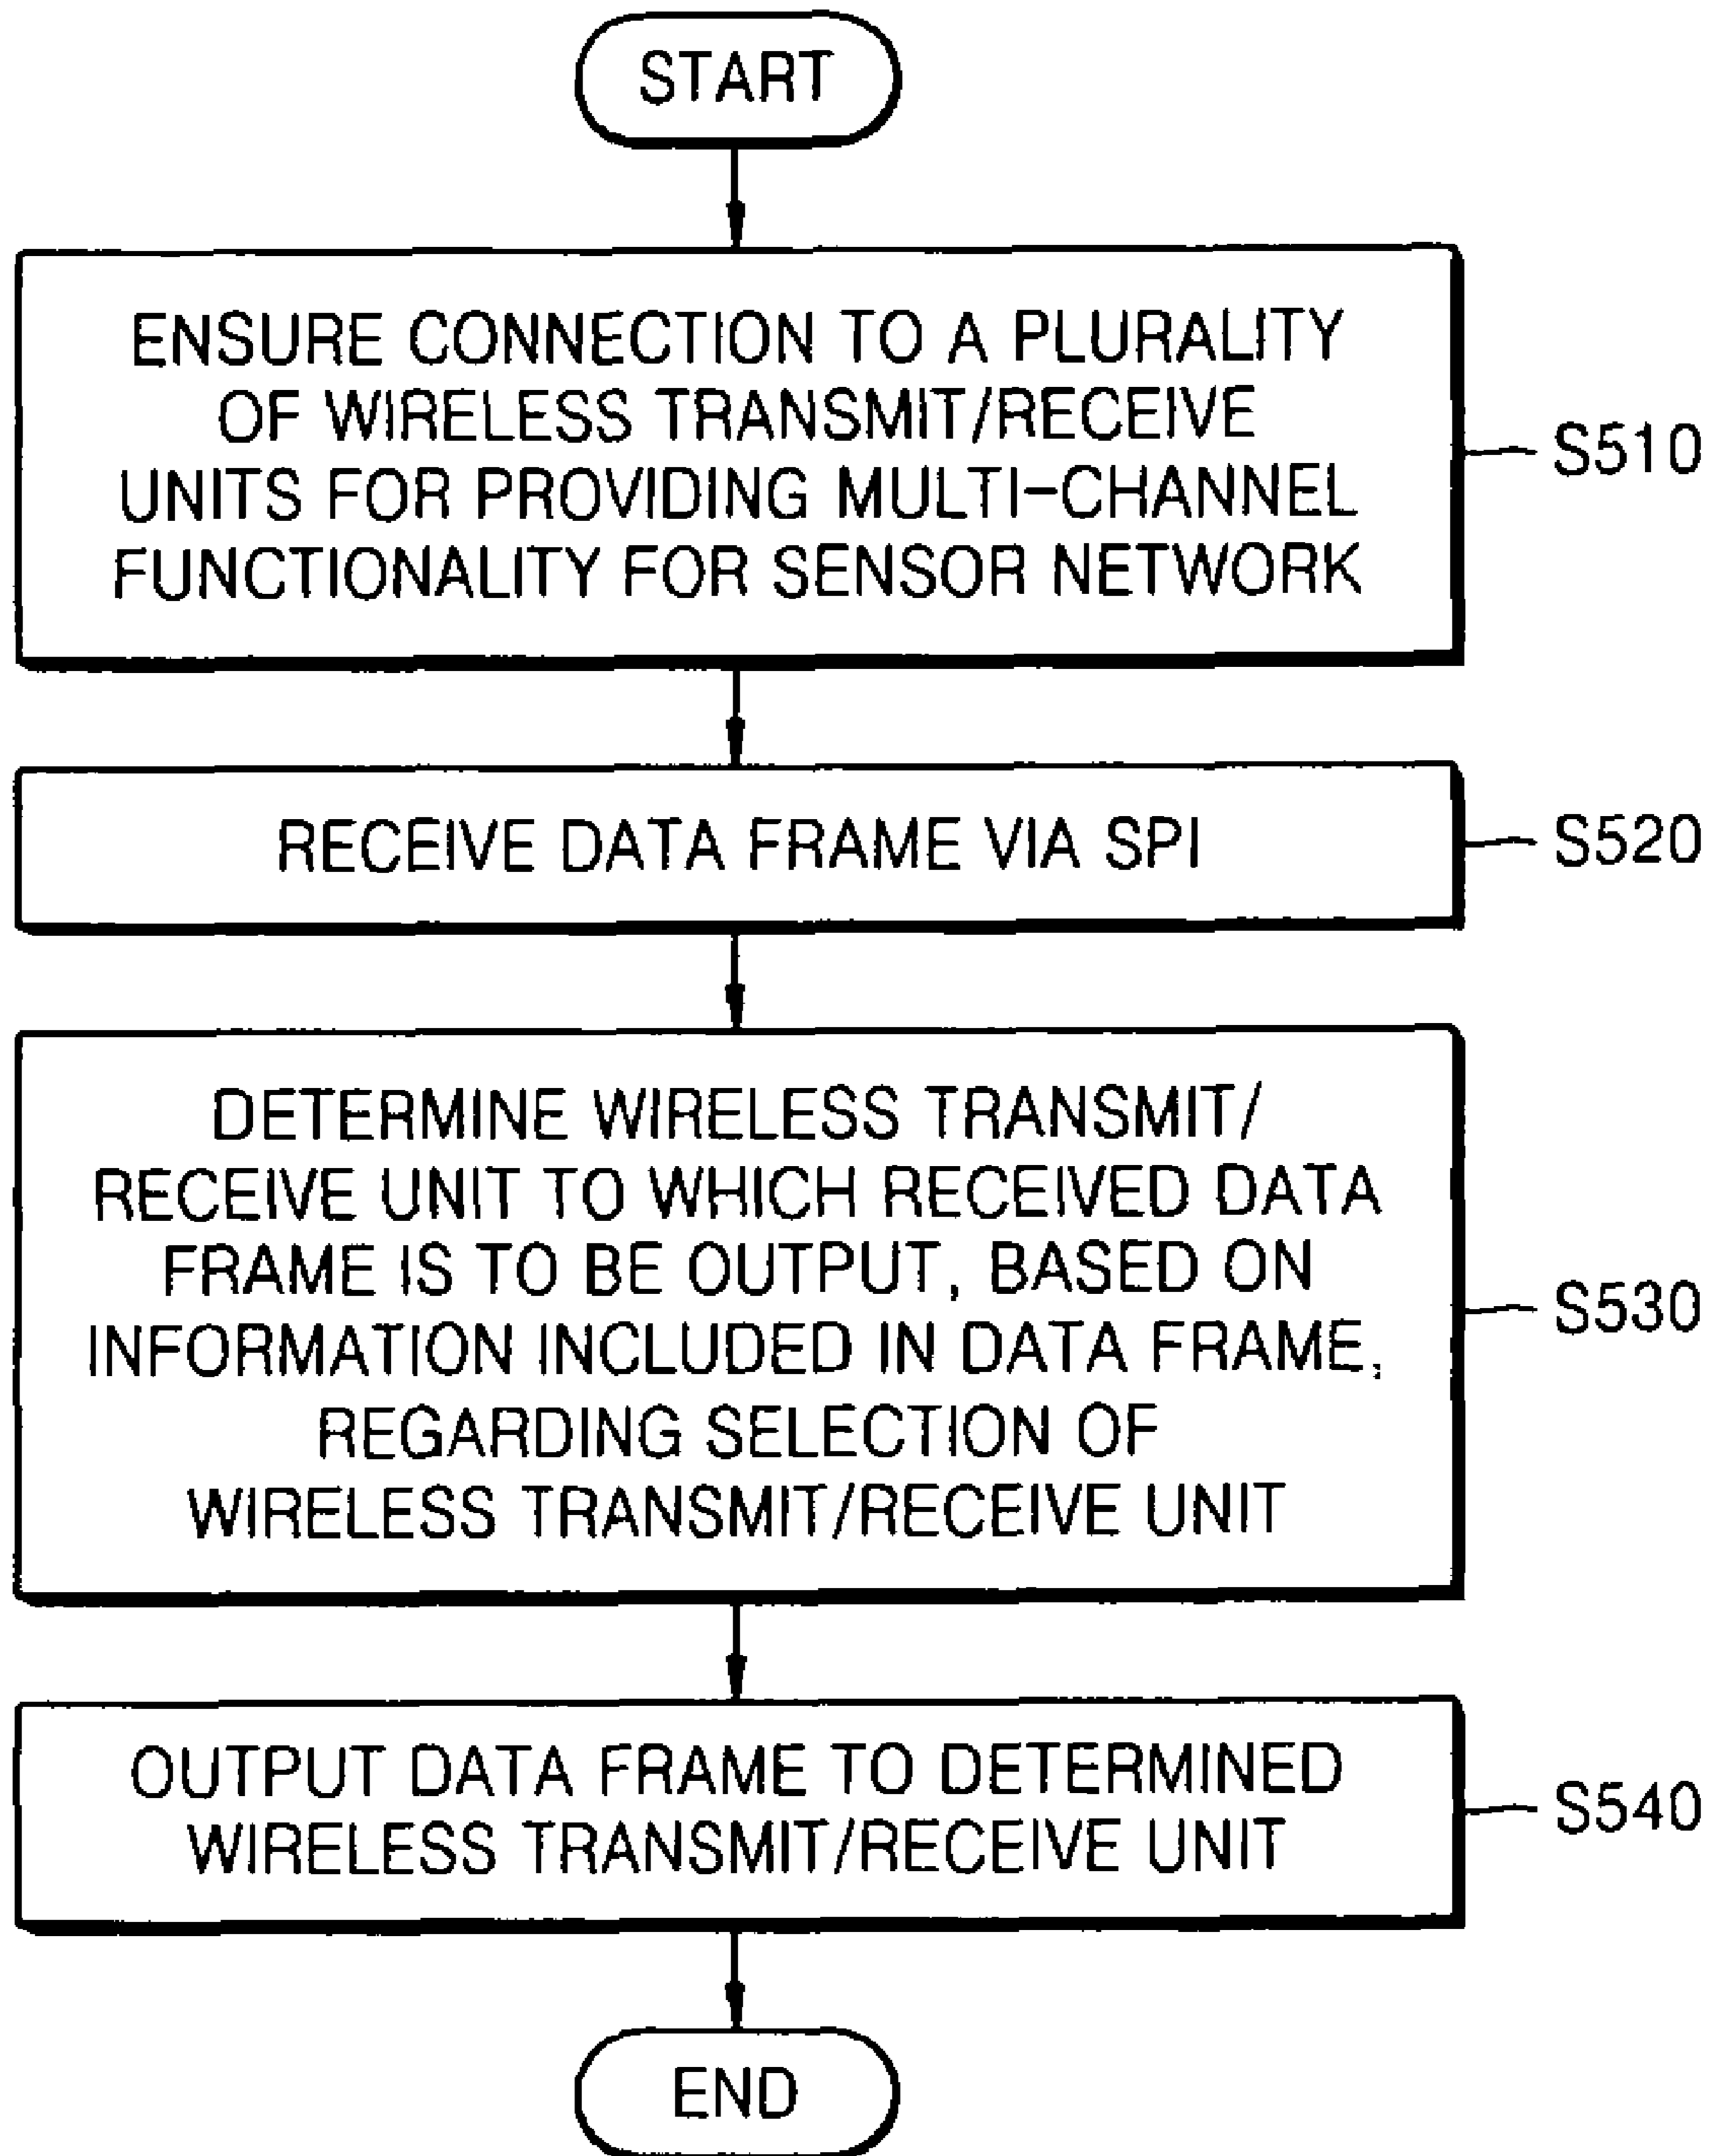 START
ENSURE CONNECTION TO A PLURALITY
OF WIRELESS TRANSMIT/RECEIVE
UNITS FOR PROVIDING MULTI-CHANNEL
FUNCTIONALITY FOR SENSOR NETWORK
S510
RECEIVE DATA FRAME VIA SPI
S520
DETERMINE WIRELESS TRANSMIT/
RECEIVE UNIT TO WHICH RECEIVED DATA
FRAME IS TO BE OUTPUT, BASED ON
INFORMATION INCLUDED IN DATA FRAME,
REGARDING SELECTION OF
WIRELESS TRANSMIT/RECEIVE UNIT
S530
OUTPUT DATA FRAME TO DETERMINED
WIRELESS TRANSMIT/RECEIVE UNIT
S540
END